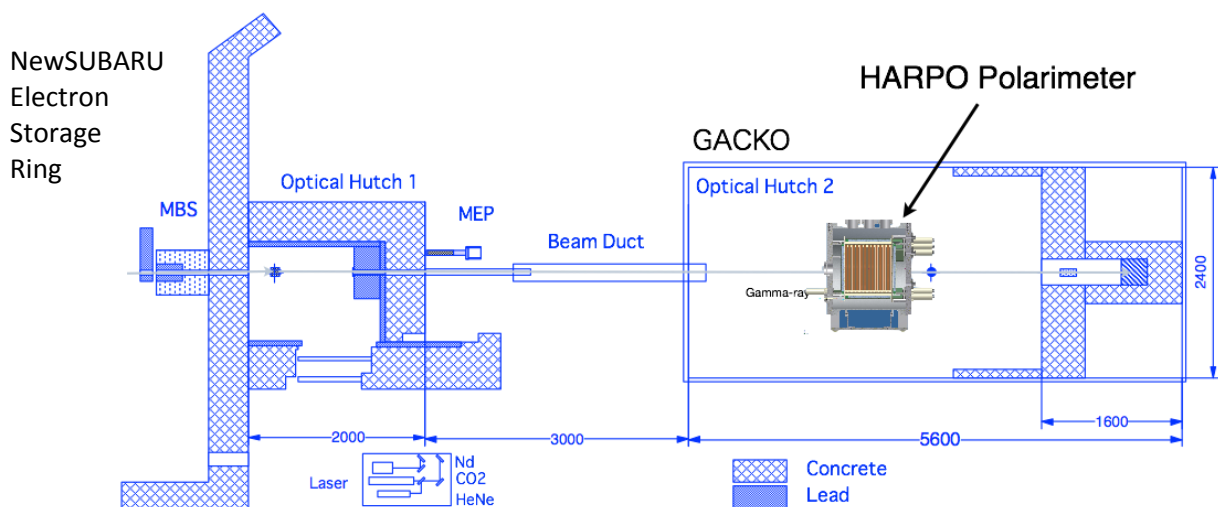 NewSUBARU
Electron
Storage
Ring
HARPO Polarimeter
GACKO
Optical Hutch 1
Optical Hutch 2
MBS
MEP
Beam Duct
Gamma-ray
2400
2000
3000
5600
1600
Laser
Nd
CO2
HeNe
Concrete
Lead